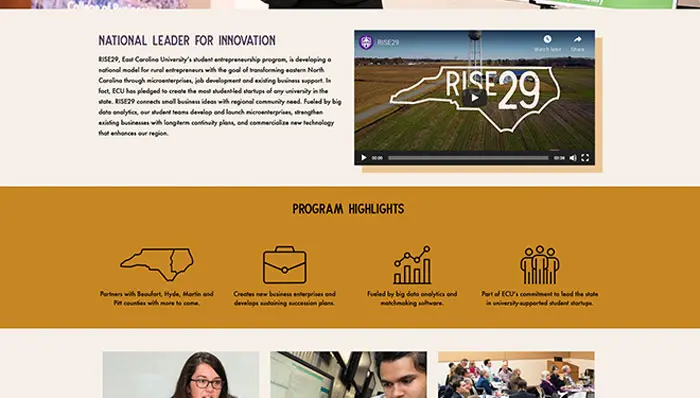 NATIONAL LEADER FOR INNOVATION
RISE29, East Carolina University's student entrepreneurship program, is developing a
national model for rural entrepreneurs with the goal of transforming eastern North
Carolina through microenterprises, job development and existing business support. In
fact, ECU has pledged to create the most student-led startups of any university in the
state. RISE29 connects small business ideas with regional community need. Fueled by big
data analytics, our student teams develop and launch microenterprises, strengthen
existing businesses with long-term continuity plans, and commercialize new technology
that enhances our region.
RISE29
Watch later
Share
RISE29
00:00
PROGRAM HIGHLIGHTS
Partners with Beaufort, Hyde, Martin and
Pitt counties with more to come.
Creates new business enterprises and
develops sustaining succession plans.
Fueled by big data analytics and
matchmaking software.
Part of ECU's commitment to lead the state
in university-supported student startups.